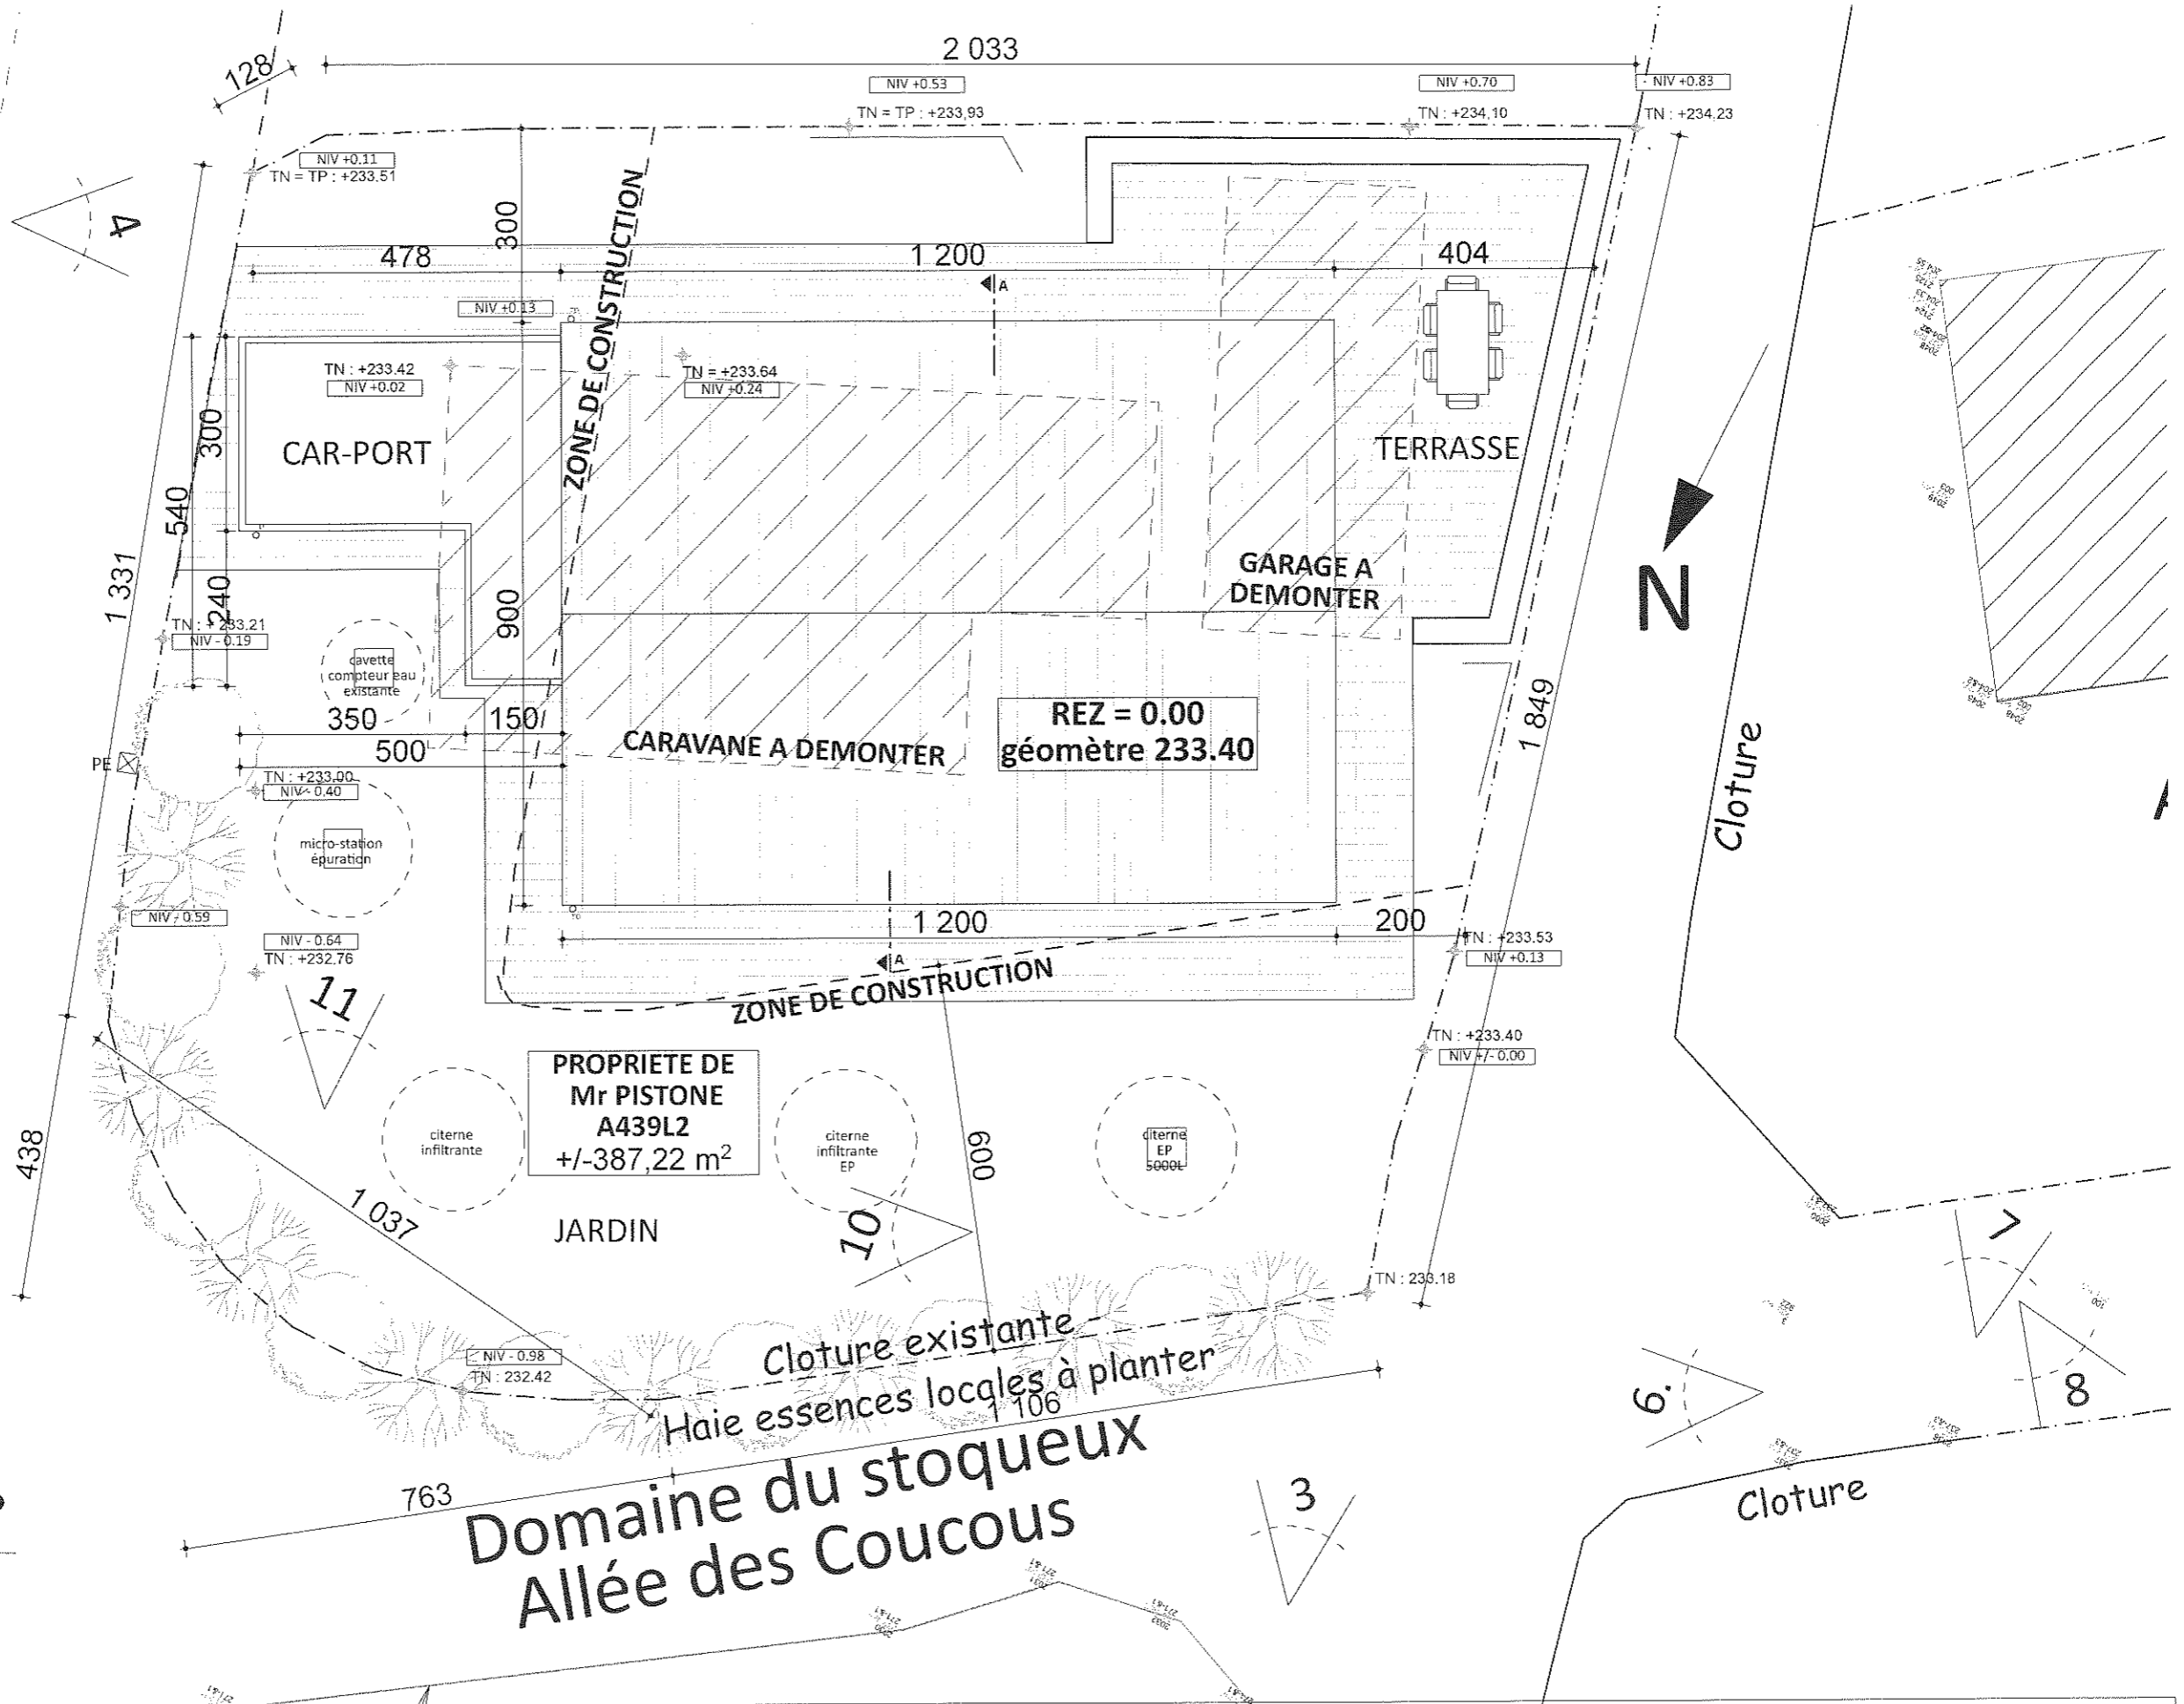 2 033
128
NIV +0.53
NIV +0.70
NIV +0.83
TN = TP : +233,93
TN : +234,10
TN : +234,23
NIV +0.11
TN = TP : +233.51
4
300
478
1 200
404
A
NIV +0.13
ZONE DE CONSTRUCTION
TN : +233.42
NIV +0.02
TN = +233.64
NIV +0.24
300
CAR-PORT
TERRASSE
540
1 331
240
900
GARAGE A
DEMONTER
N
TN : + 233.21
NIV - 0.19
cavette
compteur eau
existante
350
150
500
CARAVANE A DEMONTER
REZ = 0.00
géomètre 233.40
1 849
Cloture
PE
TN : +233.00
NIV - 0,40
micro-station
épuration
NIV - 0.59
NIV - 0.64
TN : +232,76
1 200
200
A
TN : +233.53
NIV +0.13
ZONE DE CONSTRUCTION
11
TN : +233.40
NIV +/- 0,00
PROPRIETE DE
Mr PISTONE
A439L2
+/-387,22 m²
438
citerne
infiltrante
citerne
infiltrante
EP
citerne
EP
5000L
600
1 037
JARDIN
10
7
TN : 233.18
NIV - 0.98
TN : 232.42
Cloture existante
Haie essences locales à planter
1 106
6.
8
763
Domaine du stoqueux
Allée des Coucous
3
Cloture